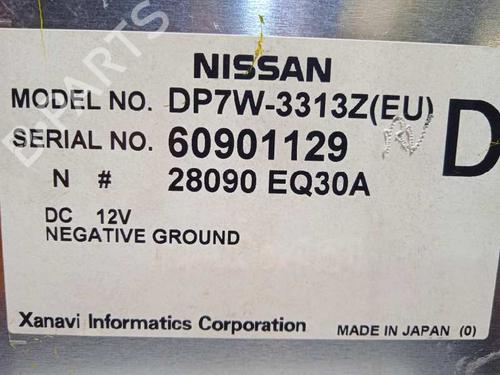 NISSAN
MODEL NO. DP7W-3313Z(EU)
SERIAL NO. 60901129
D
N # 28090 EQ30A
DC 12V
NEGATIVE GROUND
Xanavi Informatics Corporation
MADE IN JAPAN (0)